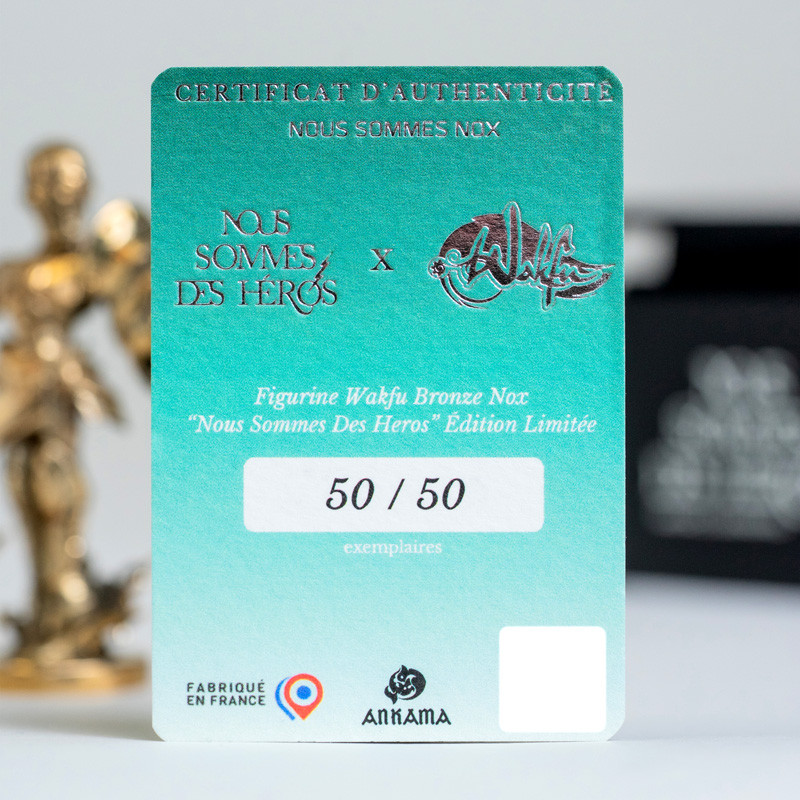 CERTIFICAT D'AUTHENTICITÉ
NOUS SOMMES NOX
NOUS
SOMMES
DES HÉROS
X
Wakfu
Figurine Wakfu Bronze Nox
“Nous Sommes Des Heros” Édition Limitée
50 / 50
exemplaires
FABRIQUÉ
EN FRANCE
ANKAMA